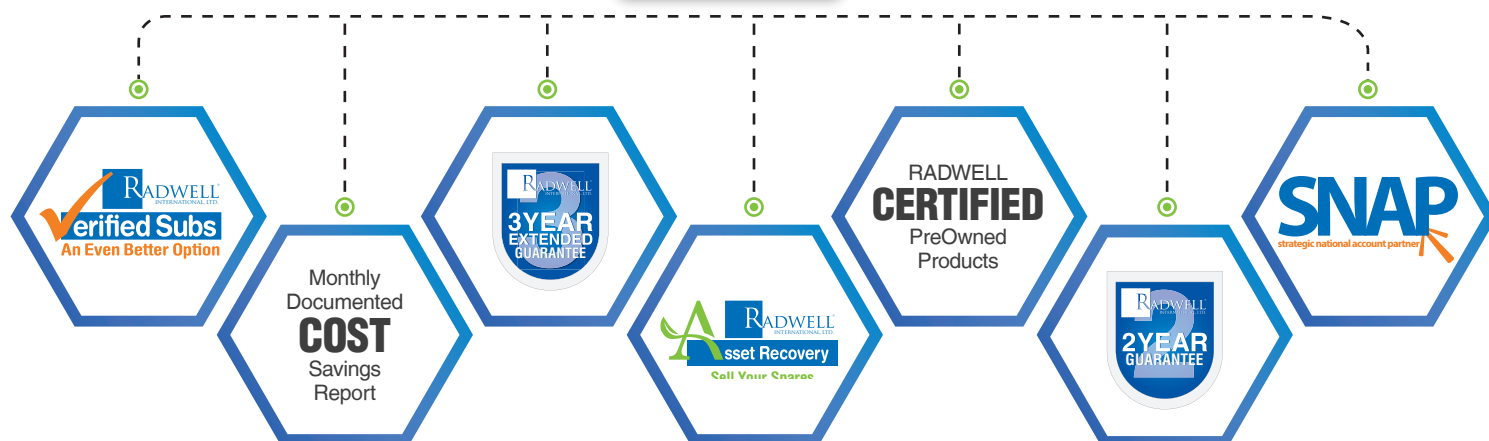 RADWELL
INTERNATIONAL LTD.
Verified Subs
An Even Better Option
Monthly
Documented
COST
Savings
Report
RADWELL
INTERNATIONAL LTD.
3YEAR
EXTENDED
GUARANTEE
RADWELL
INTERNATIONAL LTD.
Asset Recovery
Sell Your Spares
RADWELL
CERTIFIED
PreOwned
Products
RADWELL
INTERNATIONAL LTD.
2
2YEAR
GUARANTEE
SNAP
strategic national account partner